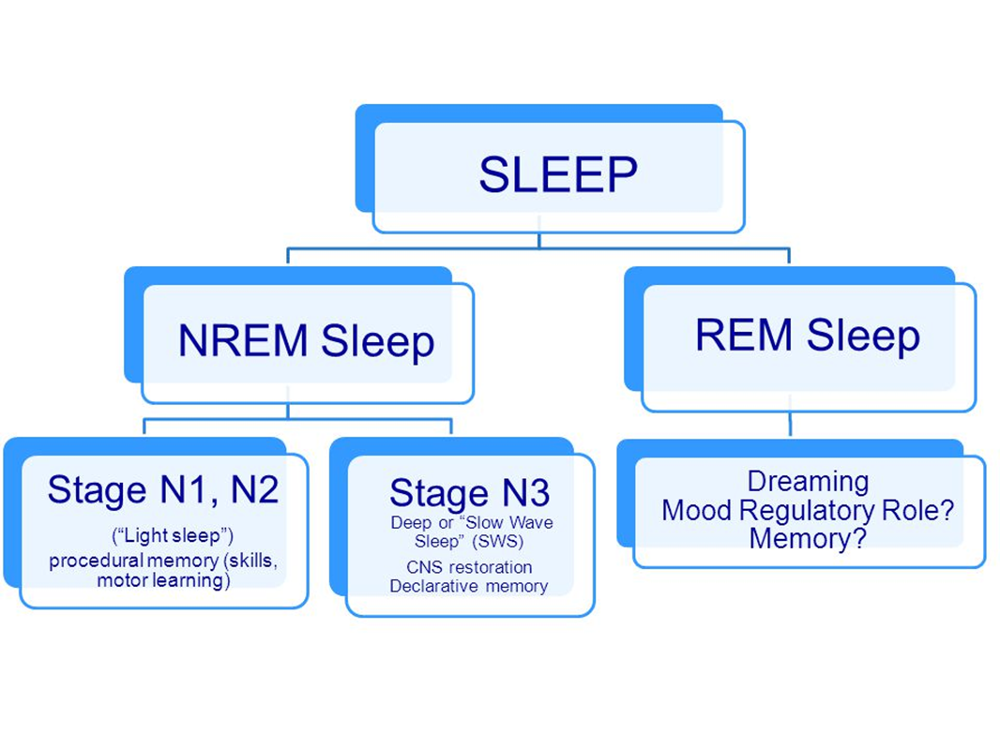 SLEEP
NREM Sleep
REM Sleep
Stage N1, N2
(“Light sleep”)
procedural memory (skills,
motor learning)
Stage N3
Deep or “Slow Wave
Sleep” (SWS)
CNS restoration
Declarative memory
Dreaming
Mood Regulatory Role?
Memory?